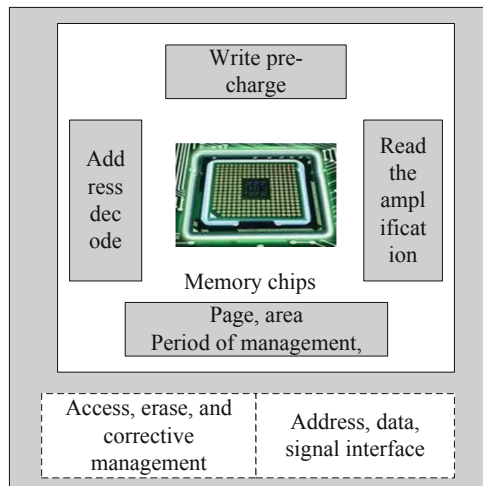 Write pre-
charge
Add
ress
dec
ode
Read
the
ampl
ificat
ion
Memory chips
Page, area
Period of management,
Access, erase, and
corrective
management
Address, data,
signal interface